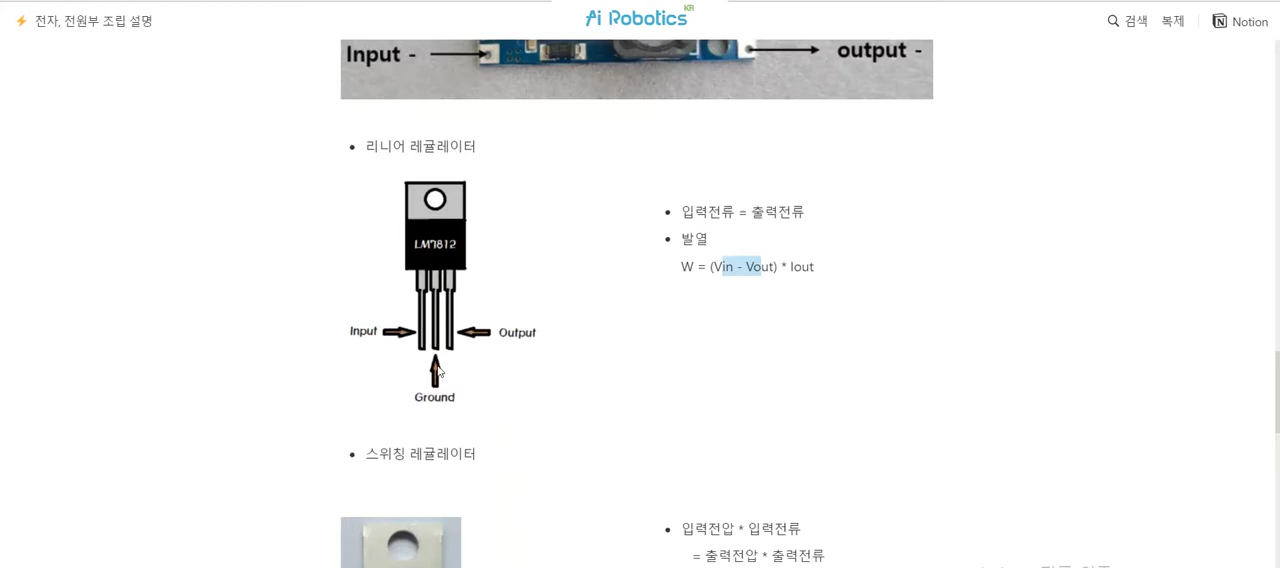 ⚡ 전자, 전원부 조립 설명
Ai Robotics KR
검색 복제 Notion
Input -
output -
• 리니어 레귤레이터
LM7812
Input
Output
Ground
• 입력전류 = 출력전류
• 발열
W = (Vin - Vout) * Iout
• 스위칭 레귤레이터
• 입력전압 * 입력전류
= 출력전압 * 출력전류